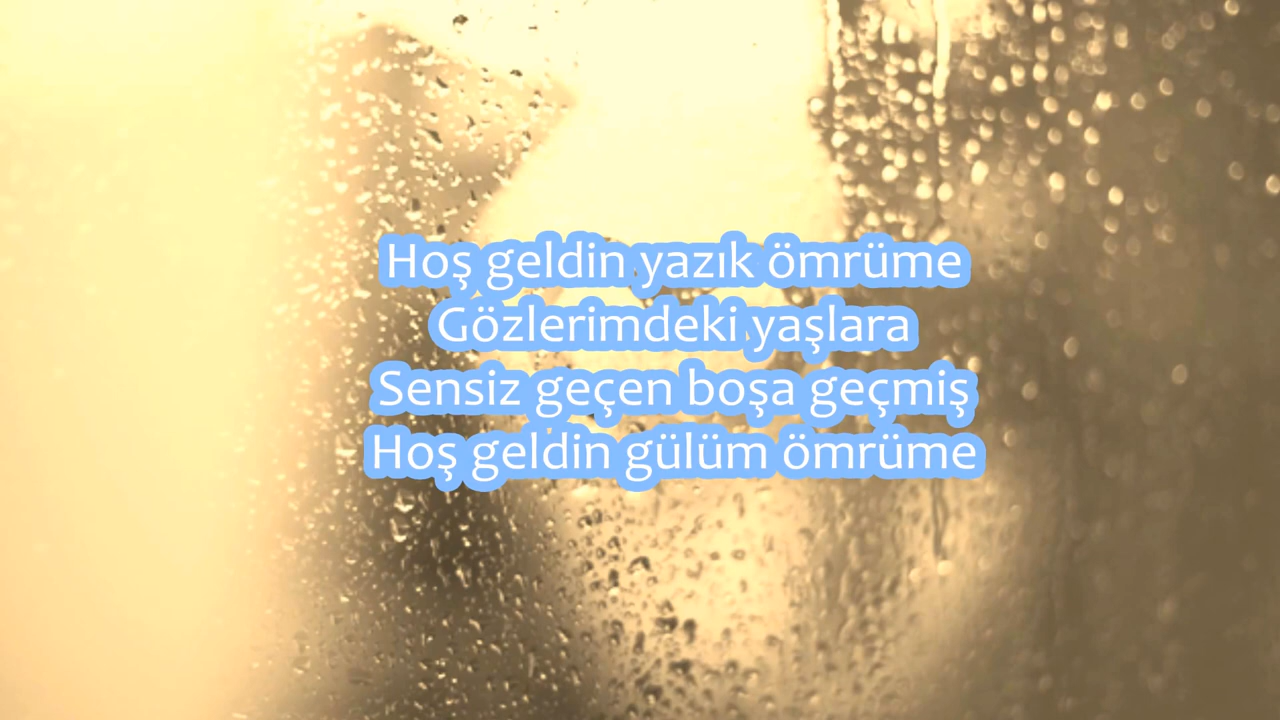 Hoş geldin yazık ömrüme
Gözlerimdeki yaşlara
Sensiz geçen boşa geçmiş
Hoş geldin gülüm ömrüme